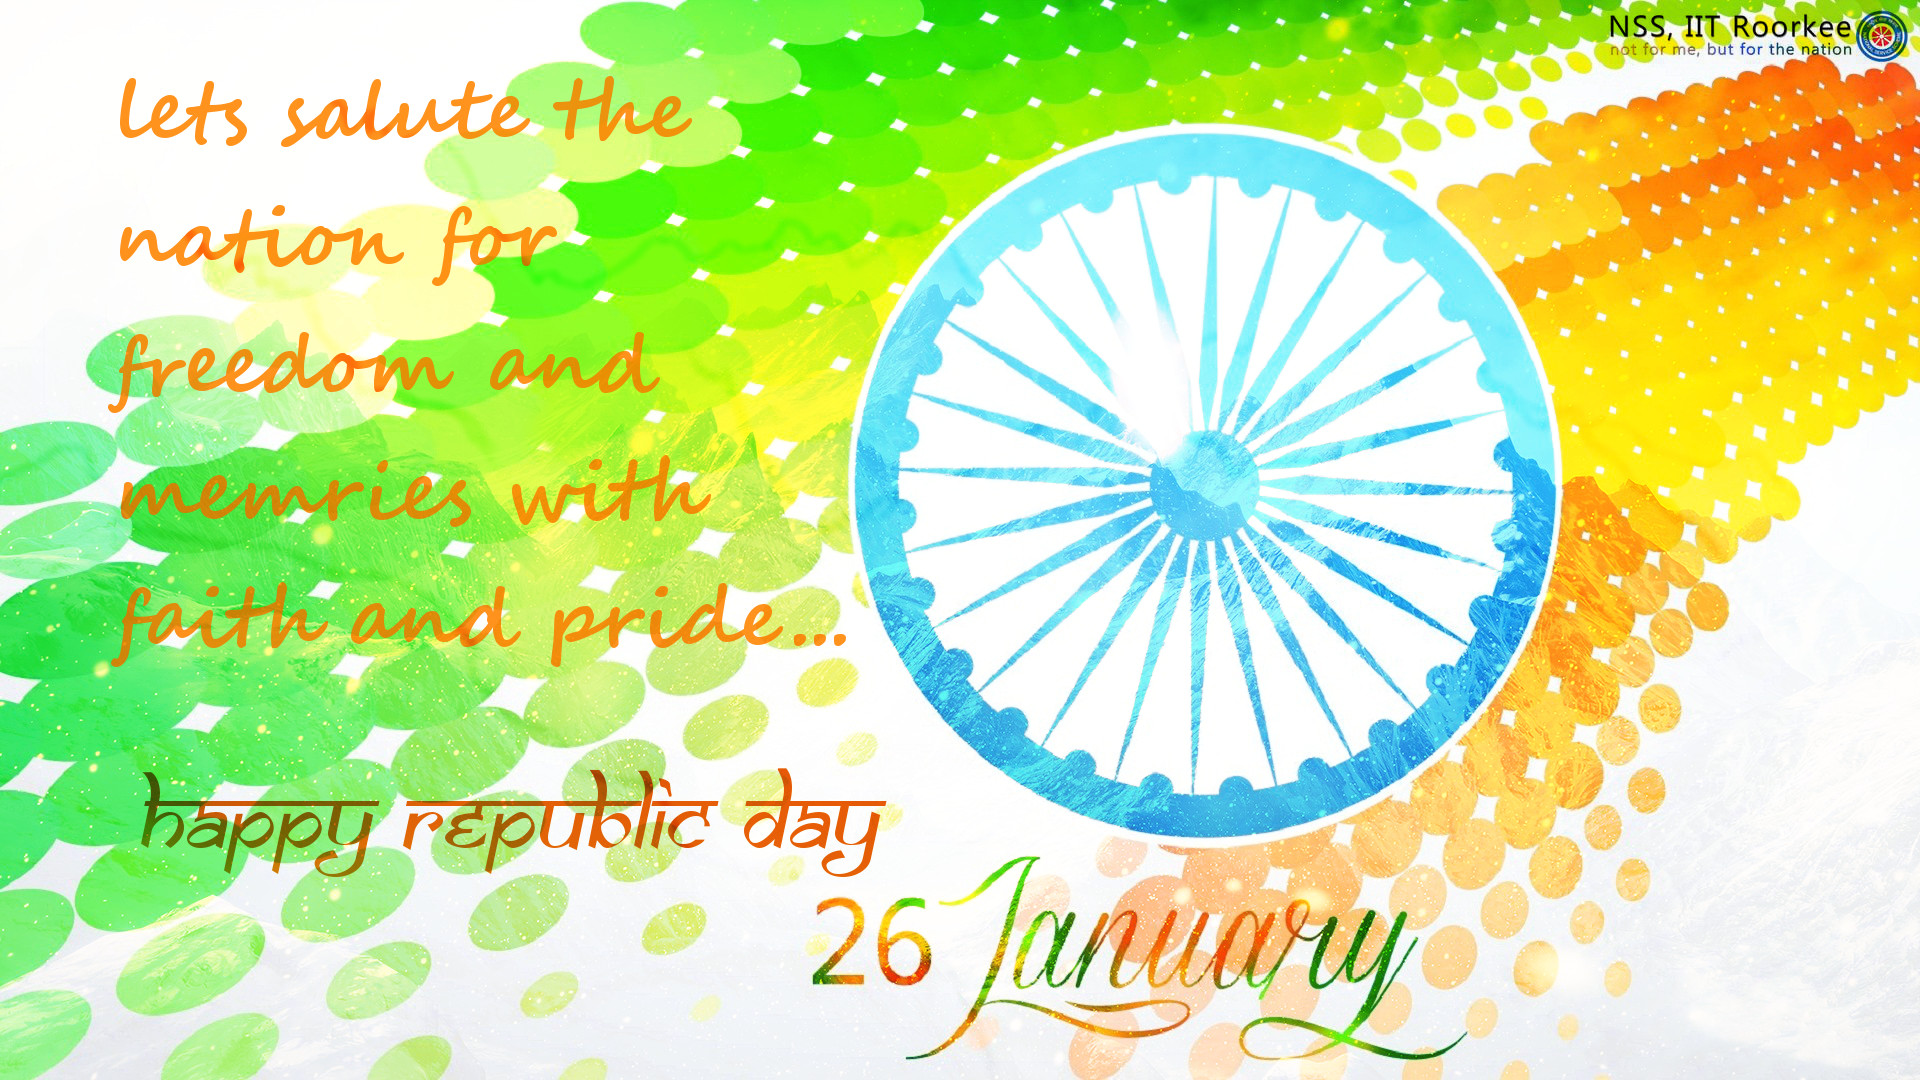 NSS, IIT Roorkee
not for me, but for the nation
lets salute the
nation for
freedom and
memries with
faith and pride...
happy republic day
26 January